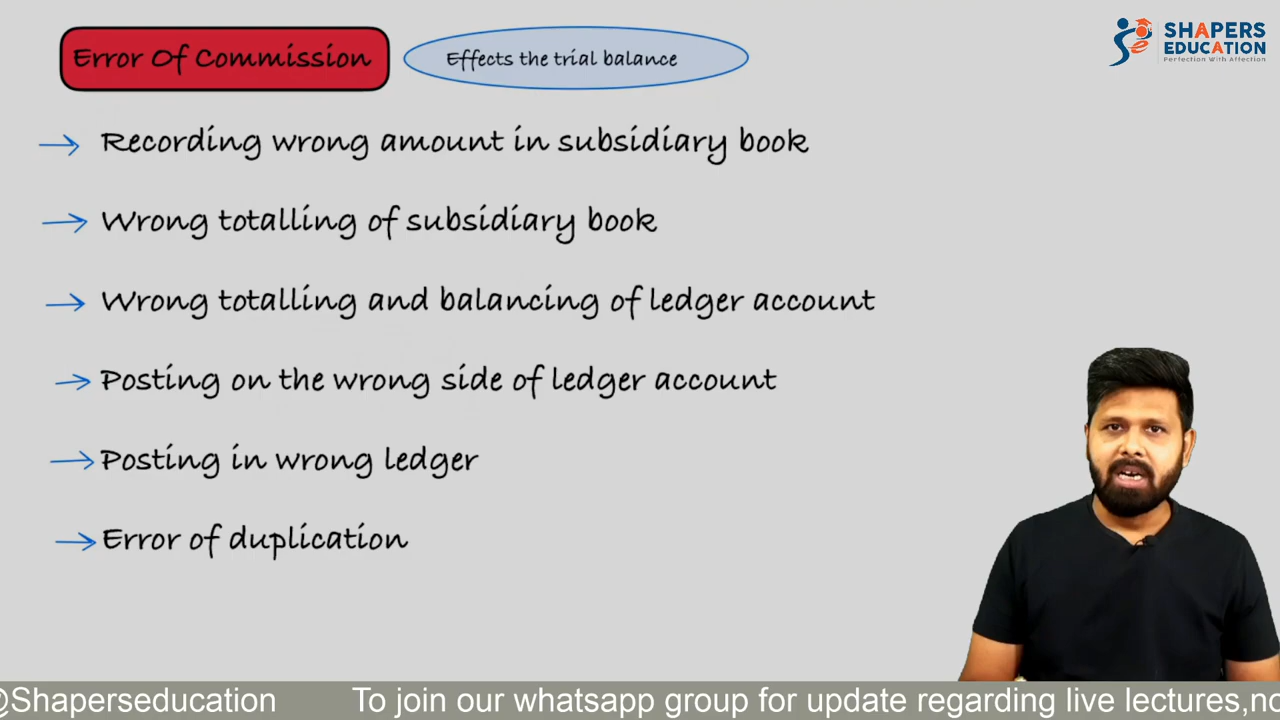 Error Of Commission
Effects the trial balance
SHAPERS
EDUCATION
Perfection With Affection
Recording wrong amount in subsidiary book
Wrong totalling of subsidiary book
Wrong totalling and balancing of ledger account
Posting on the wrong side of ledger account
Posting in wrong ledger
Error of duplication
@Shaperseducation To join our whatsapp group for update regarding live lectures,no